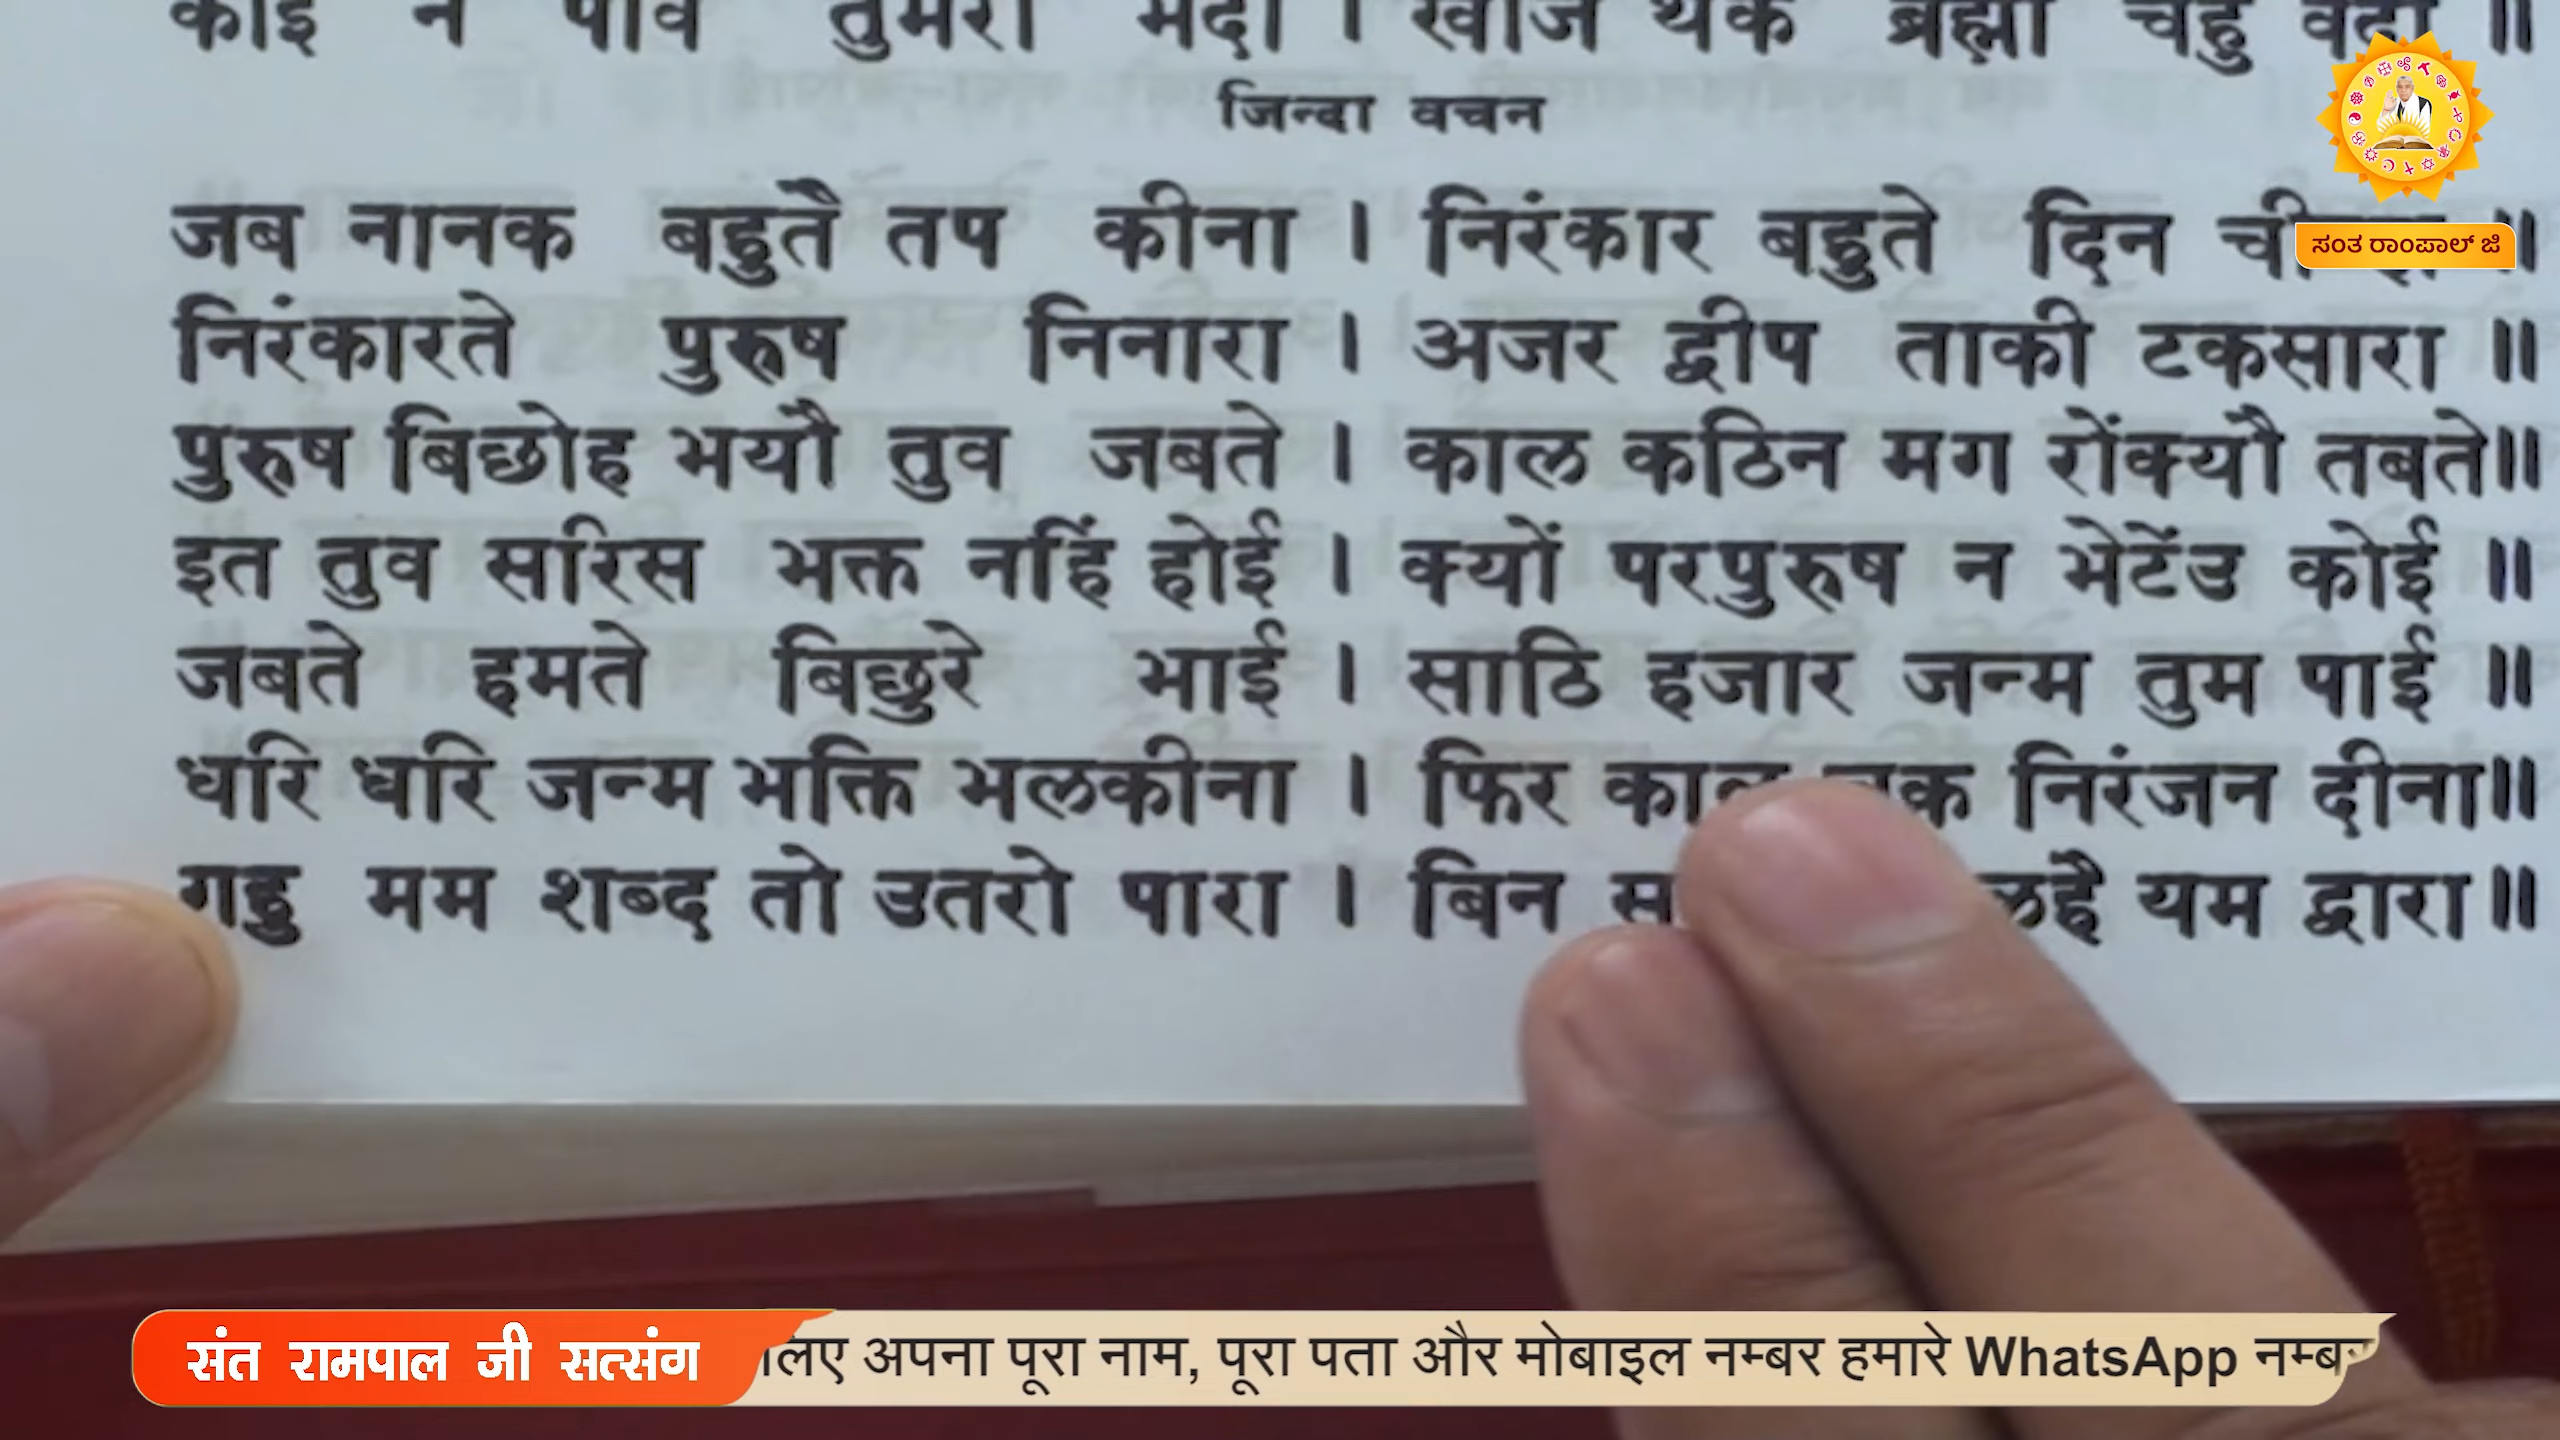 कोई न पावै तुमरो भेदा । खोज थके ब्रह्मा चहुँ वेदा ॥
जिन्दा वचन
जब नानक बहुतै तप कीना । निरंकार बहुते दिन ॥
निरंकारते पुरुष निनारा । अजर द्वीप ताकी टकसारा ॥
पुरुष बिछोह भयौ तुव जबते । काल कठिन मग रोंक्यौ तबते॥
इत तुव सरिस भक्त नहिं होई । क्यों परपुरुष न भेटेंउ कोई ॥
जबते हमते बिछुरे भाई । साठि हजार जन्म तुम पाई ॥
धरि धरि जन्म भक्ति भलकीना । फिर काल निरंजन दीना॥
गहु मम शब्द तो उतरो पारा । बिन लहै यम द्वारा॥
ಸಂತ ರಾಂಪಾಲ್ ಜಿ
संत रामपाल जी सत्संग
लिए अपना पूरा नाम, पूरा पता और मोबाइल नम्बर हमारे WhatsApp